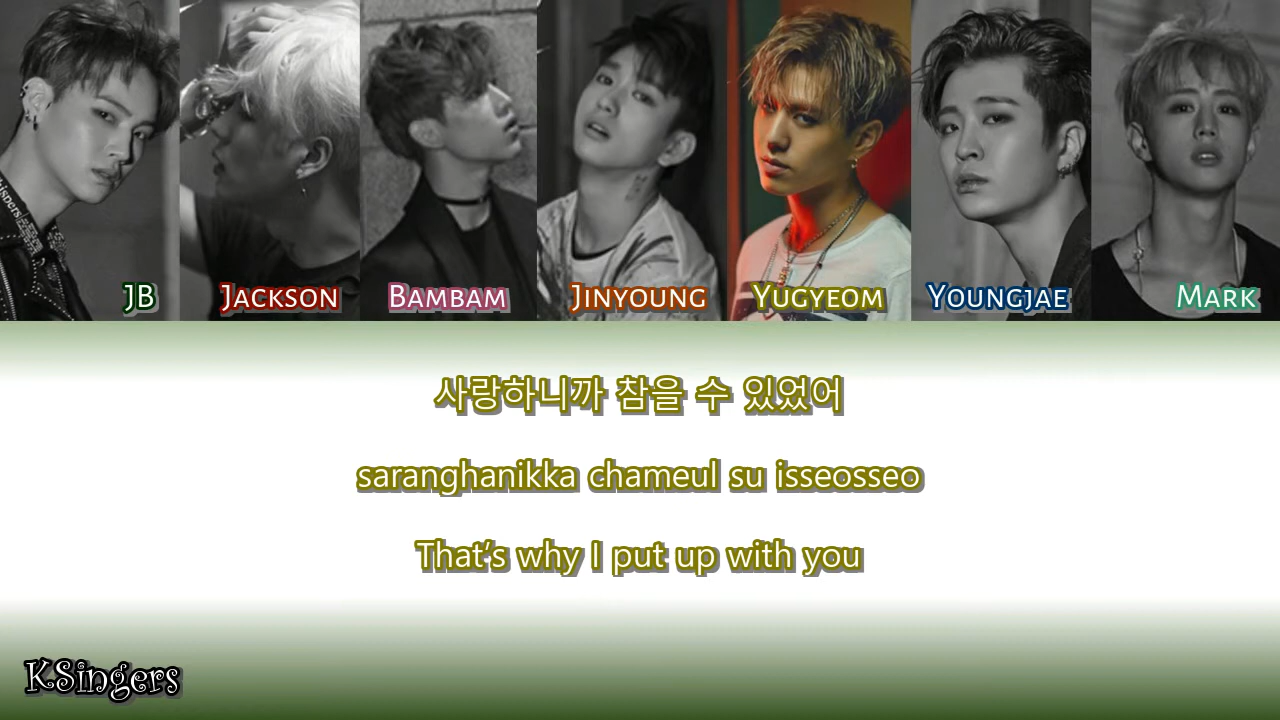 JB
Jackson
Bambam
Jinyoung
Yugyeom
Youngjae
Mark
사랑하니까 참을 수 있었어
saranghanikka chameul su isseosseo
That's why I put up with you
KSingers